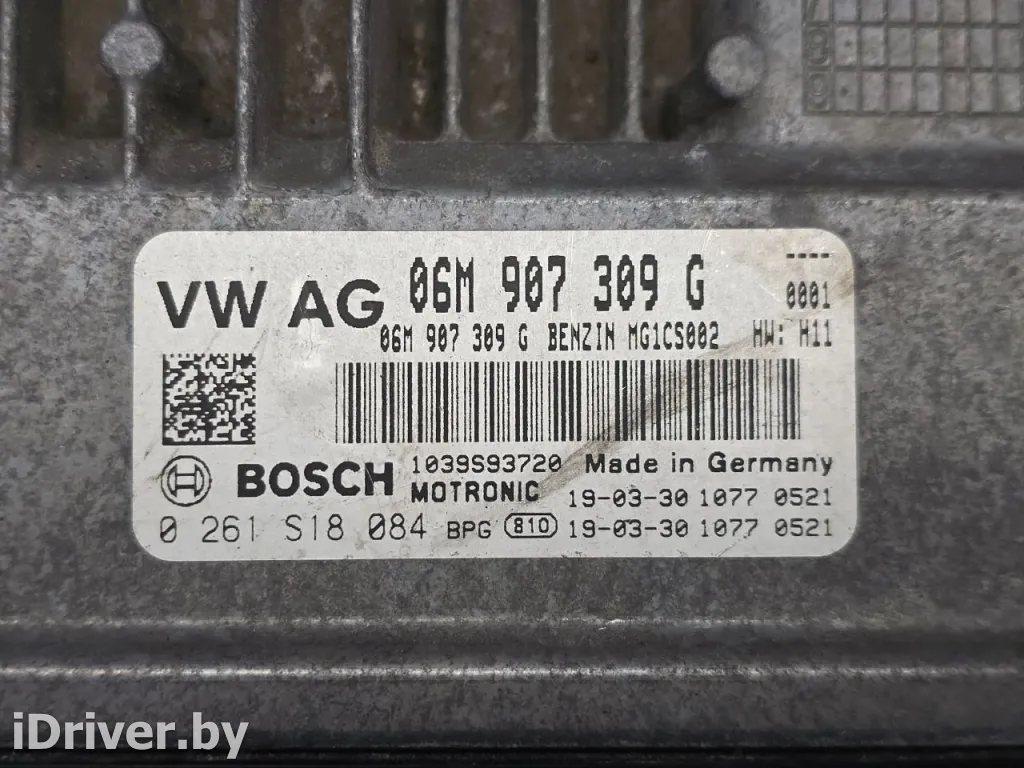 VW AG 06M 907 309 G ----
0001
06M 907 309 G BENZIN MG1CS002 HW: H11
BOSCH 1039S93720 Made in Germany
MOTRONIC 19-03-30 1077 0521
0 261 S18 084 BPG 810 19-03-30 1077 0521
iDriver.by